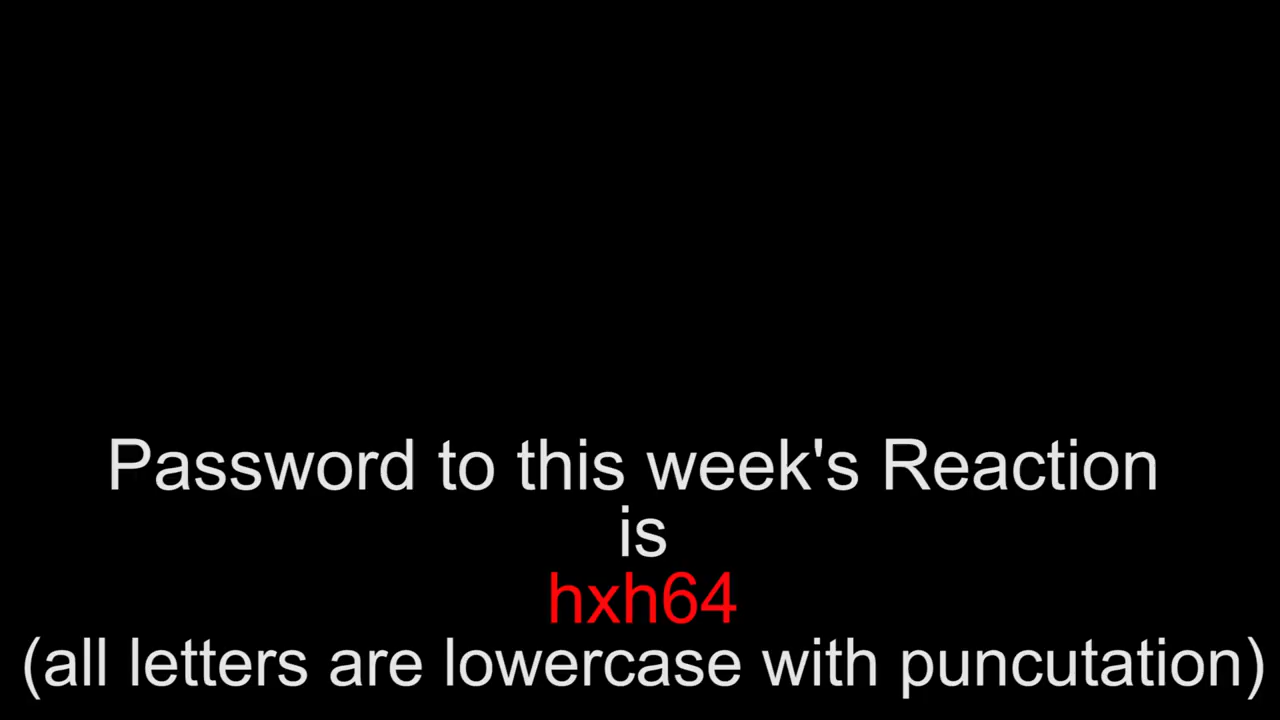 Password to this week's Reaction
is
hxh64
(all letters are lowercase with puncutation)